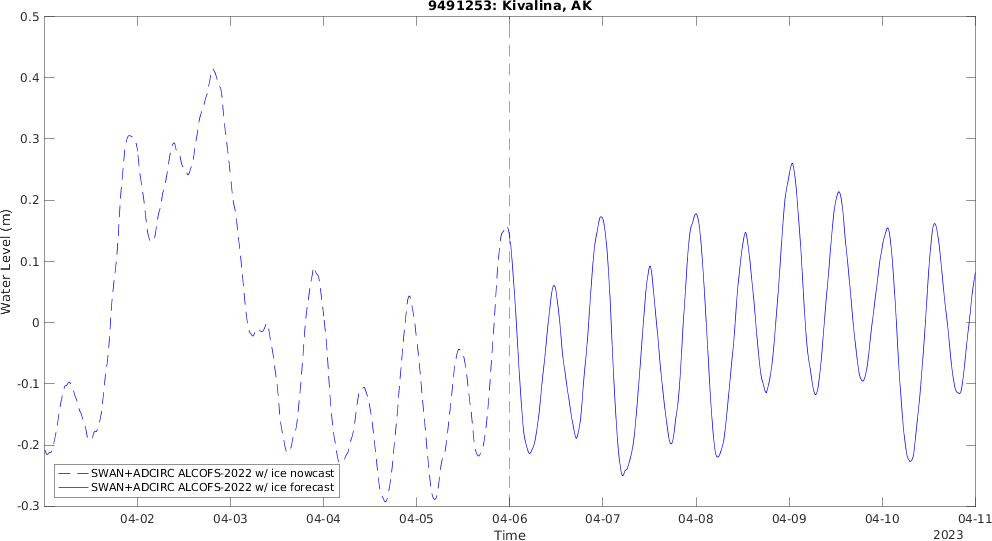 9491253: Kivalina, AK
0.5
0.4
0.3
0.2
0.1
0
-0.1
-0.2
-0.3
Water Level (m)
SWAN+ADCIRC ALCOFS-2022 w/ ice nowcast
SWAN+ADCIRC ALCOFS-2022 w/ ice forecast
04-02 04-03 04-04 04-05 04-06 04-07 04-08 04-09 04-10 04-11
Time
2023